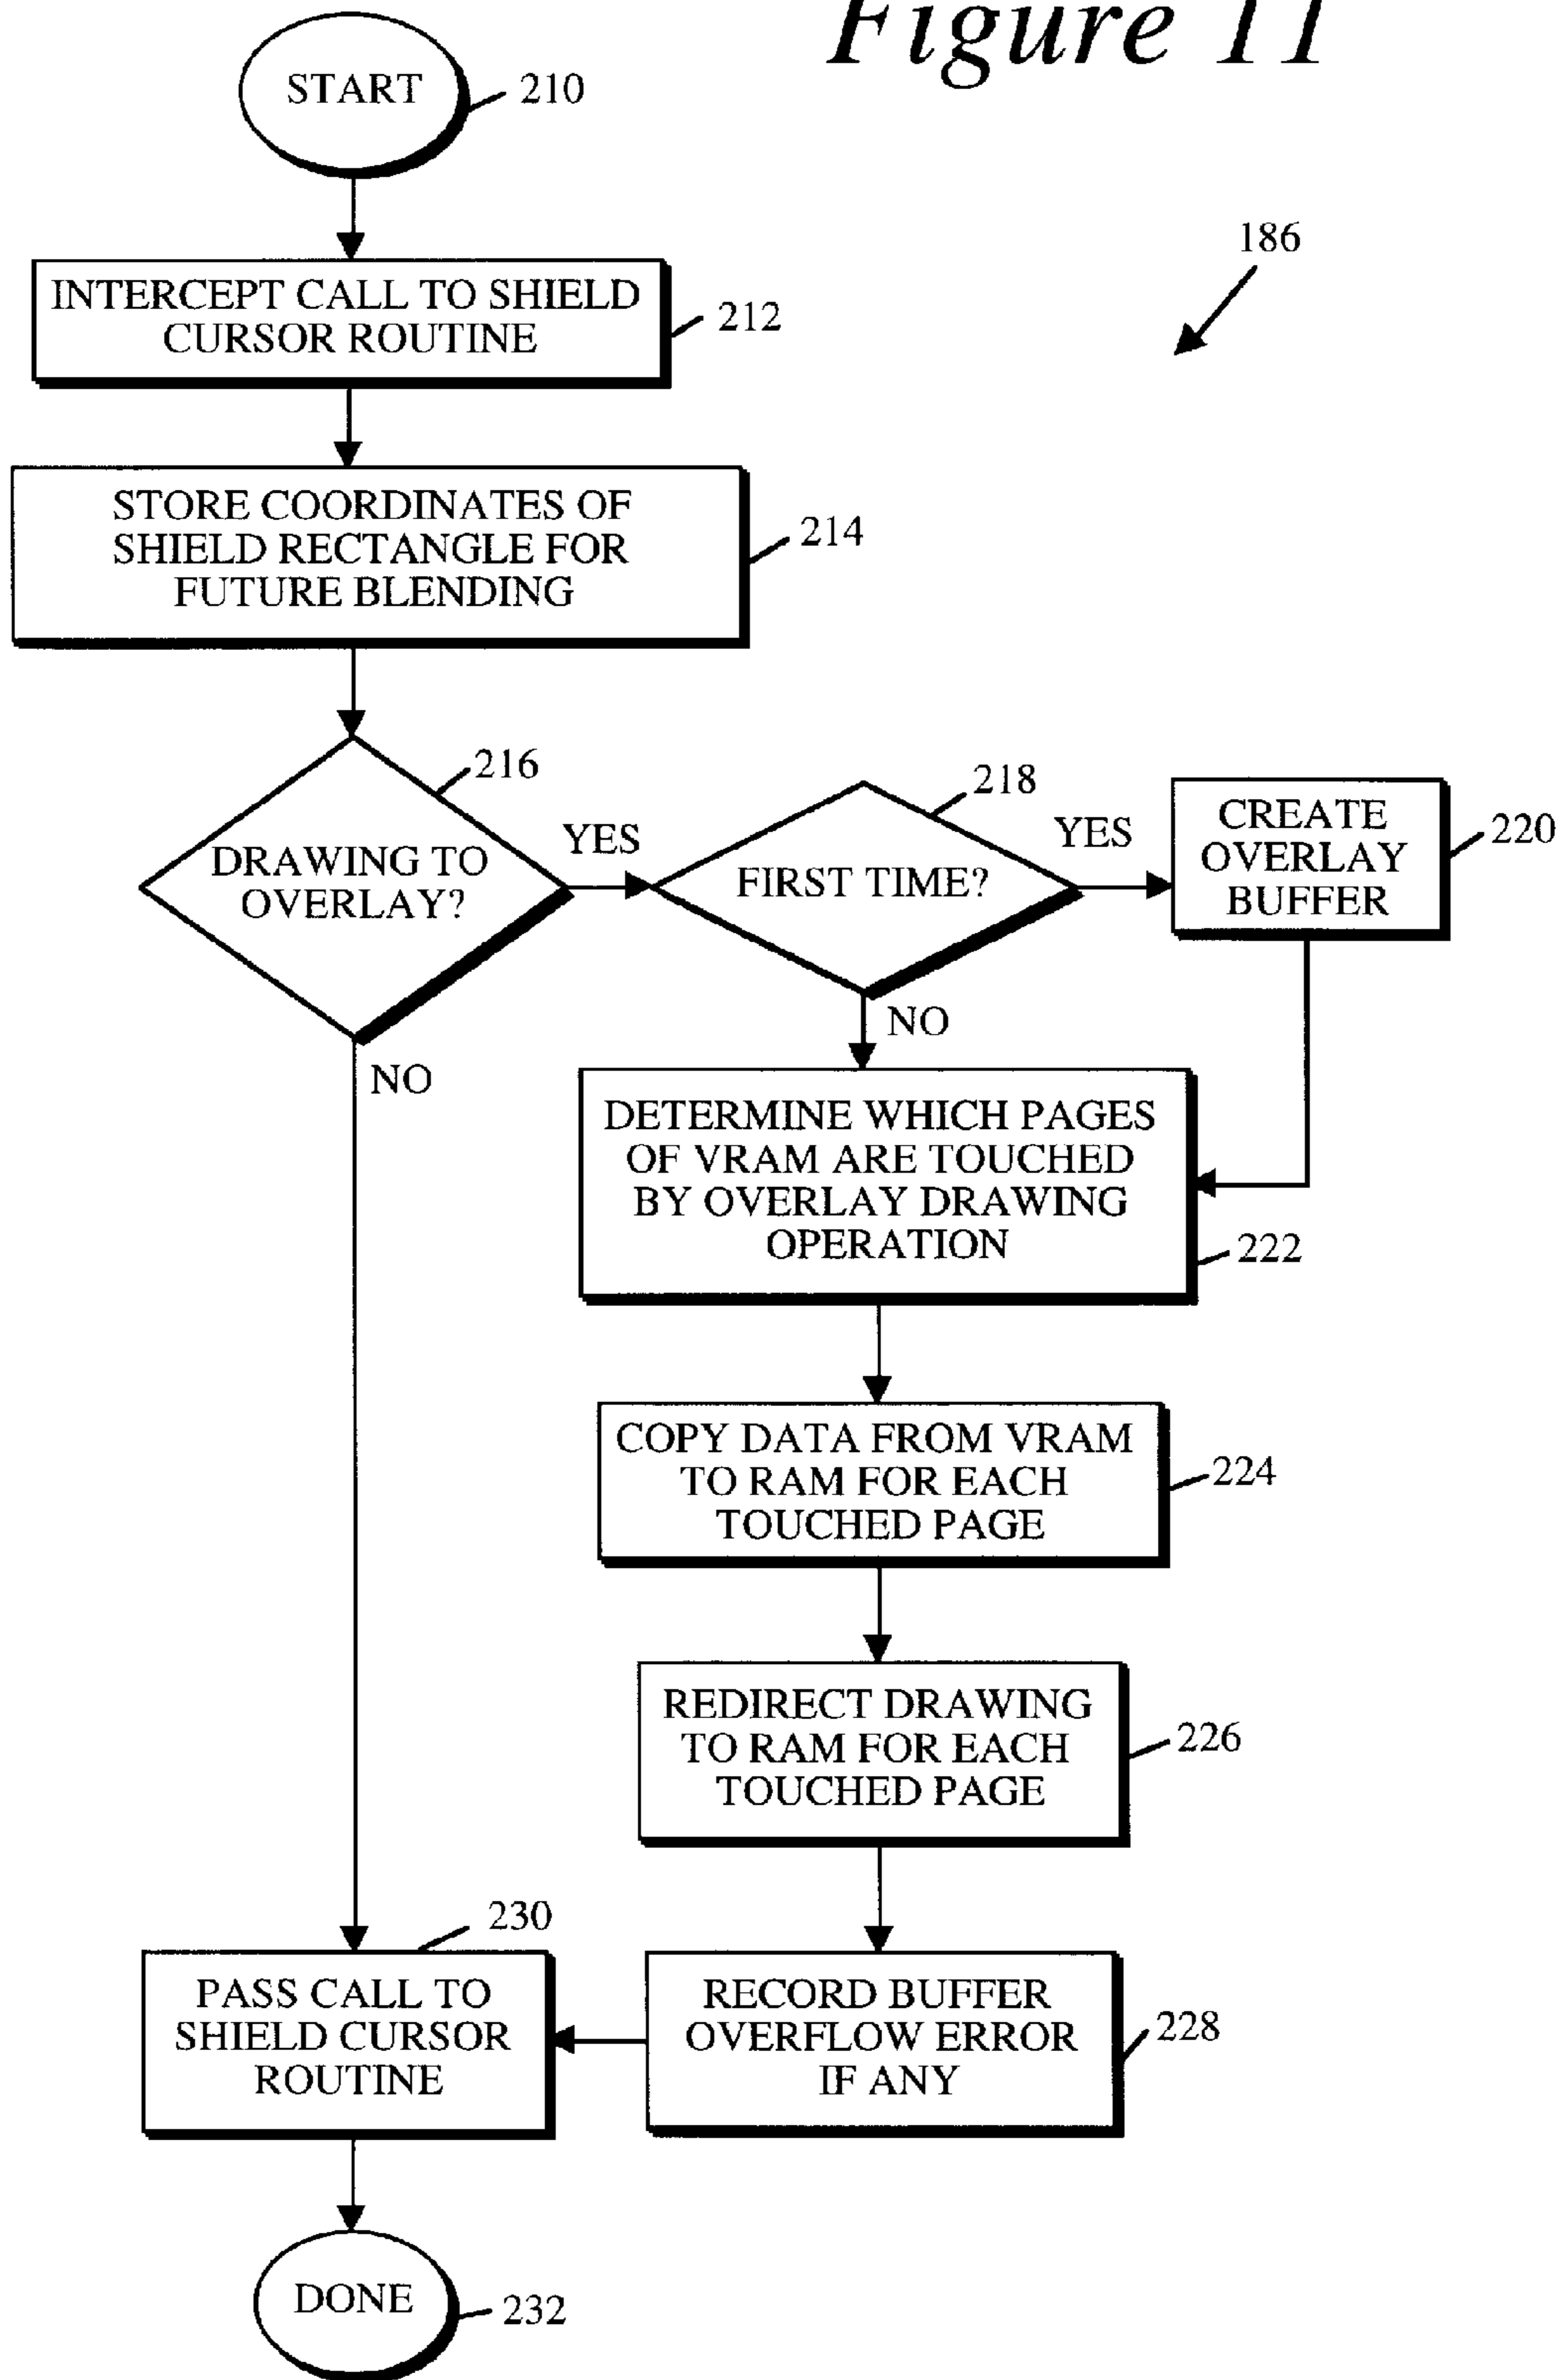 Figure 11
START
210
186
INTERCEPT CALL TO SHIELD
CURSOR ROUTINE
212
STORE COORDINATES OF
SHIELD RECTANGLE FOR
FUTURE BLENDING
214
216
DRAWING TO
OVERLAY?
YES
NO
218
FIRST TIME?
YES
NO
CREATE
OVERLAY
BUFFER
220
DETERMINE WHICH PAGES
OF VRAM ARE TOUCHED
BY OVERLAY DRAWING
OPERATION
222
COPY DATA FROM VRAM
TO RAM FOR EACH
TOUCHED PAGE
224
REDIRECT DRAWING
TO RAM FOR EACH
TOUCHED PAGE
226
RECORD BUFFER
OVERFLOW ERROR
IF ANY
228
230
PASS CALL TO
SHIELD CURSOR
ROUTINE
DONE
232